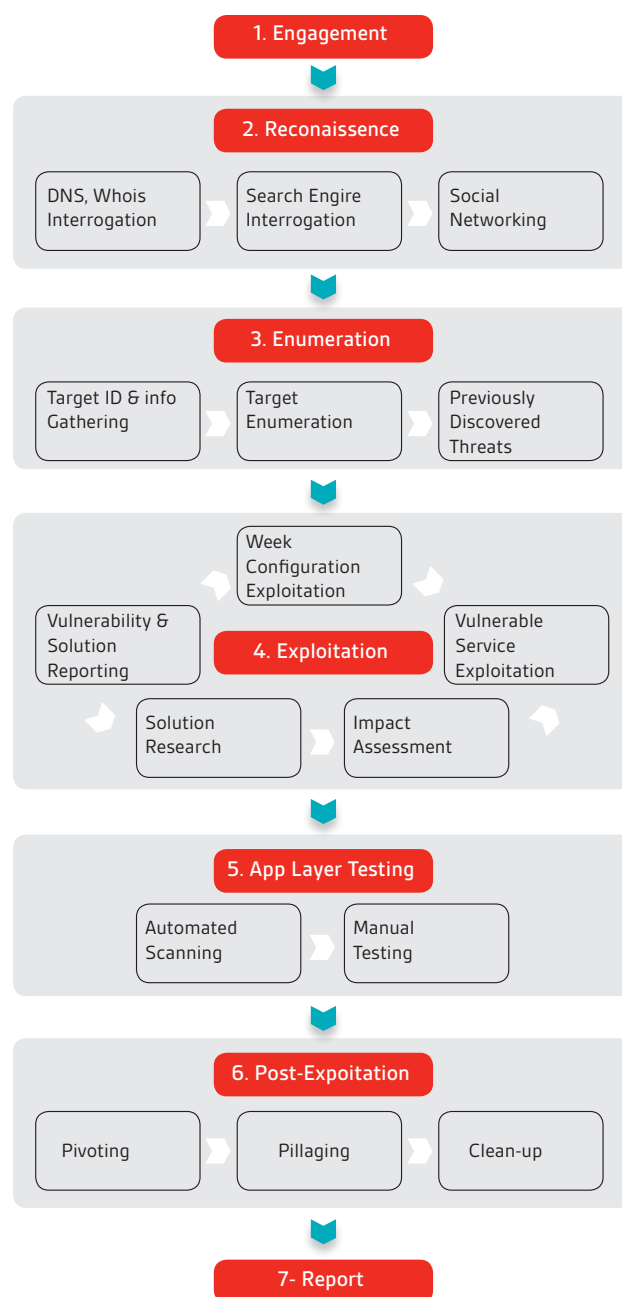 1. Engagement
2. Reconaissence
DNS, Whois
Interrogation
Search Engire
Interrogation
Social
Networking
3. Enumeration
Target ID & info
Gathering
Target
Enumeration
Previously
Discovered
Threats
Week
Configuration
Exploitation
Vulnerability &
Solution
Reporting
4. Exploitation
Vulnerable
Service
Exploitation
Solution
Research
Impact
Assessment
5. App Layer Testing
Automated
Scanning
Manual
Testing
6. Post-Expoitation
Pivoting
Pillaging
Clean-up
7- Report